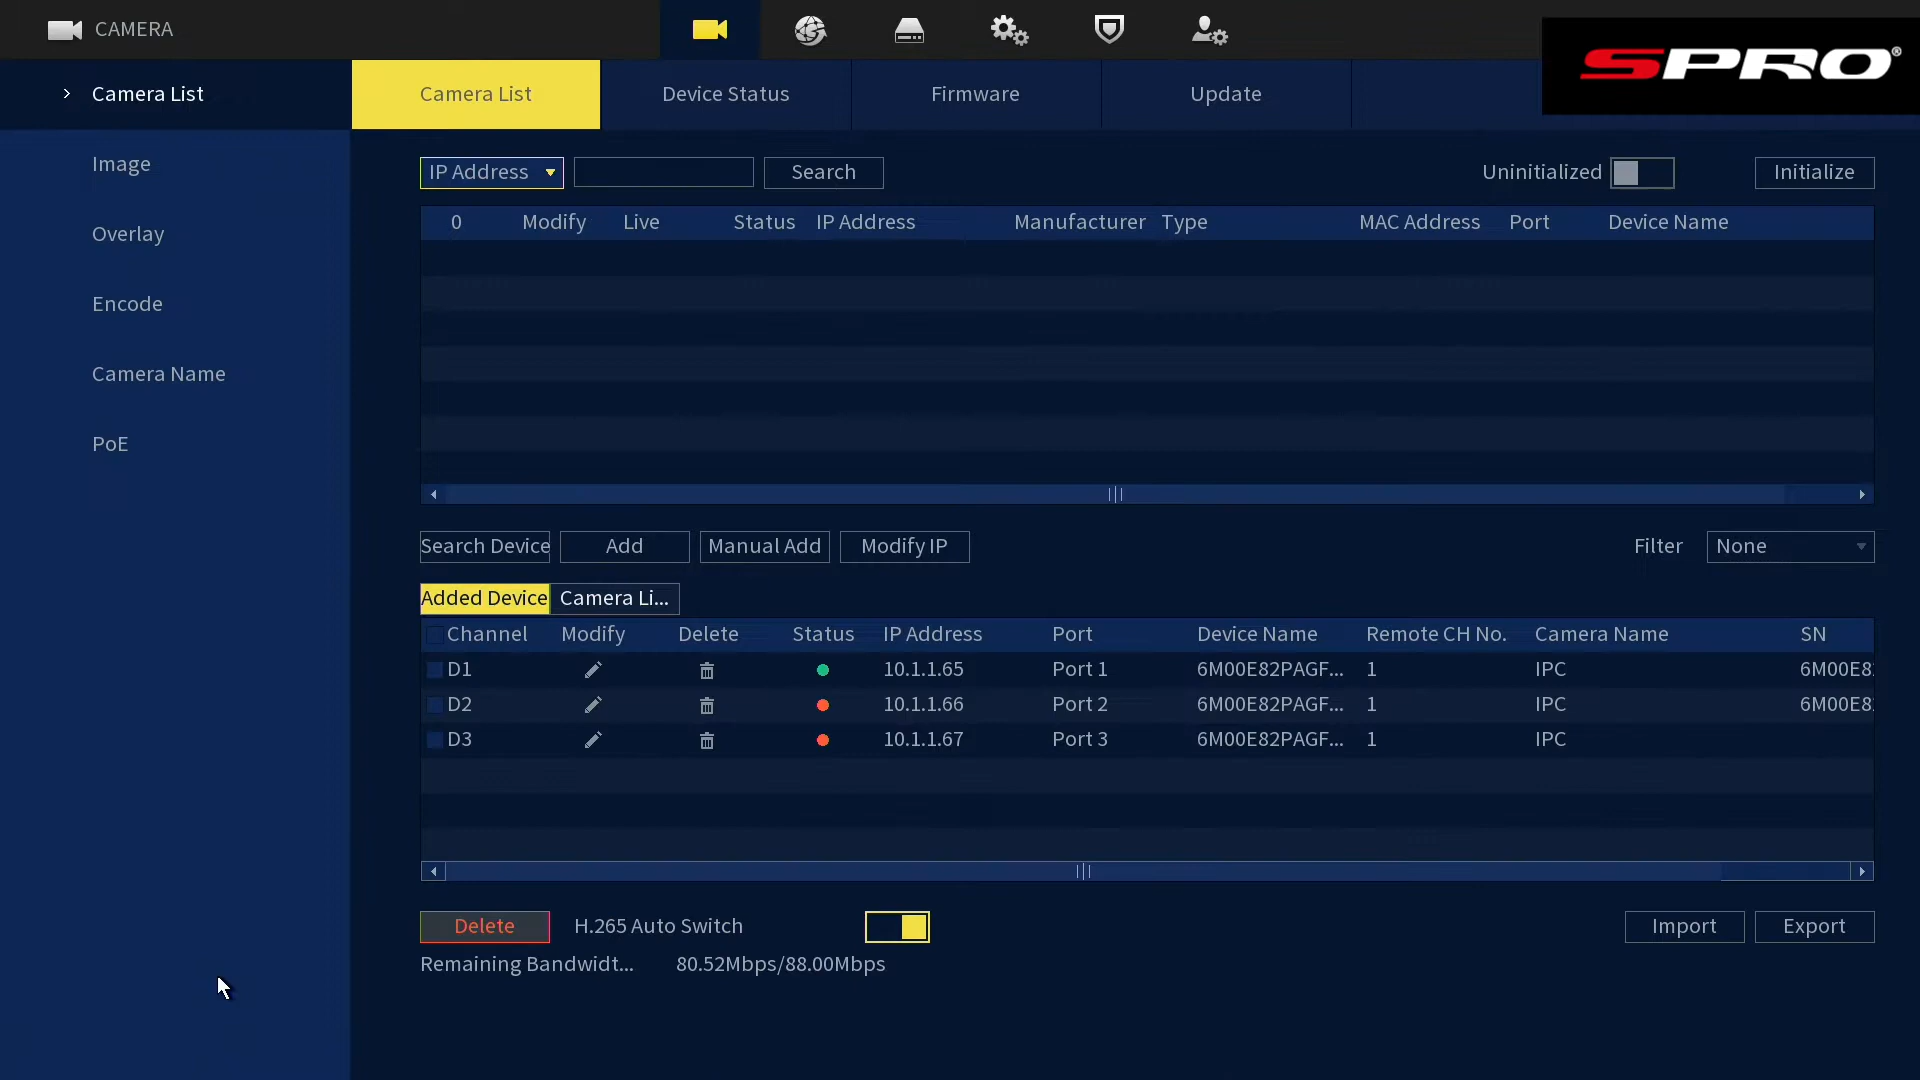 CAMERA
SPRO®
Camera List
Image
Overlay
Encode
Camera Name
PoE
Camera List Device Status Firmware Update
IP Address Search Uninitialized Initialize
0 Modify Live Status IP Address Manufacturer Type MAC Address Port Device Name
Search Device Add Manual Add Modify IP Filter None
Added Device Camera Li...
Channel Modify Delete Status IP Address Port Device Name Remote CH No. Camera Name SN
D1 10.1.1.65 Port 1 6M00E82PAGF... 1 IPC 6M00E8
D2 10.1.1.66 Port 2 6M00E82PAGF... 1 IPC 6M00E8
D3 10.1.1.67 Port 3 6M00E82PAGF... 1 IPC
Delete H.265 Auto Switch Import Export
Remaining Bandwidt... 80.52Mbps/88.00Mbps